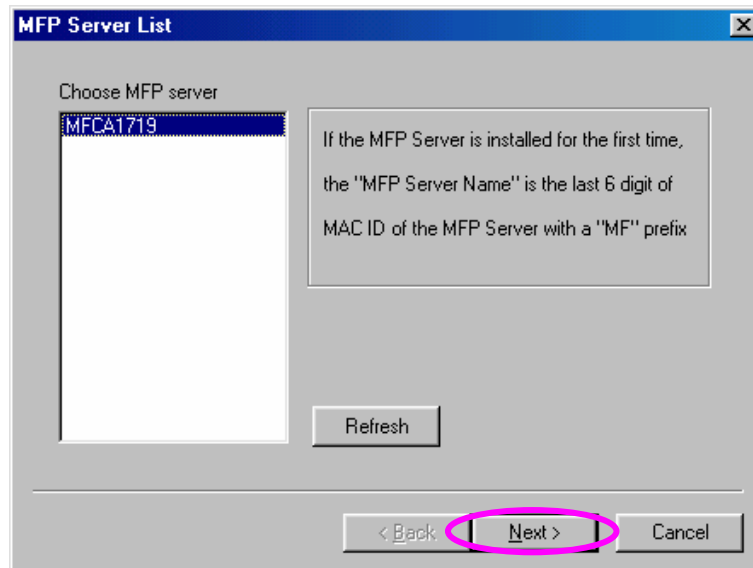 MFP Server List
Choose MFP server
MFCA1719
If the MFP Server is installed for the first time,
the "MFP Server Name" is the last 6 digit of
MAC ID of the MFP Server with a "MF" prefix
Refresh
< Back
Next >
Cancel